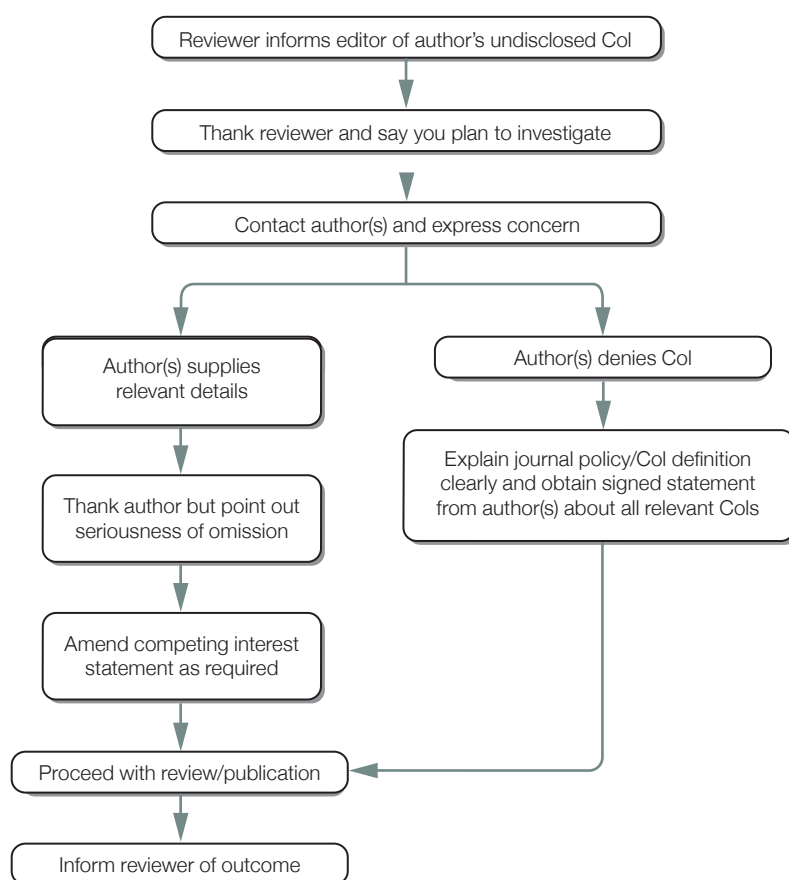 Reviewer informs editor of author’s undisclosed CoI
Thank reviewer and say you plan to investigate
Contact author(s) and express concern
Author(s) supplies
relevant details
Thank author but point out
seriousness of omission
Amend competing interest
statement as required
Author(s) denies CoI
Explain journal policy/CoI definition
clearly and obtain signed statement
from author(s) about all relevant CoIs
Proceed with review/publication
Inform reviewer of outcome